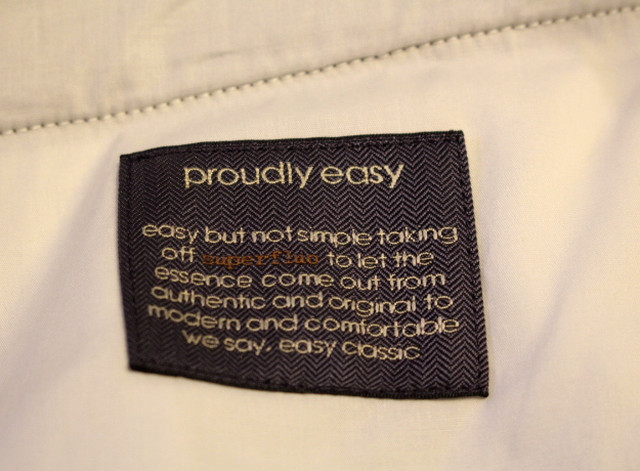 proudly easy
easy but not simple taking
off superfluo to let the
essence come out from
authentic and original to
modern and comfortable
we say. easy classic